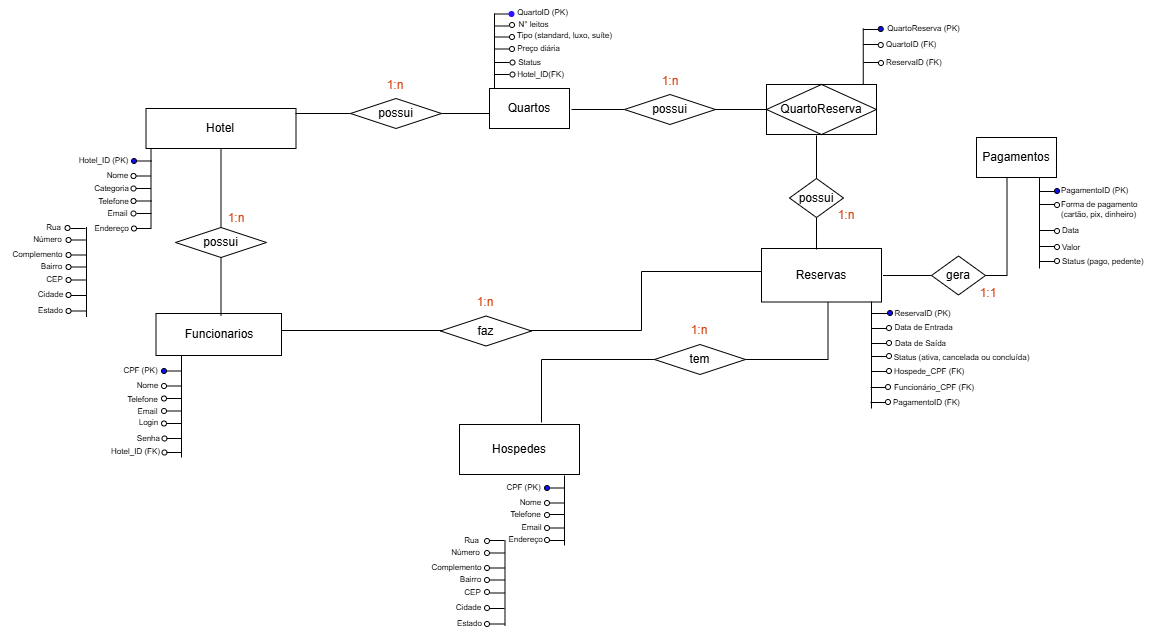 QuartoID (PK)
N° leitos
Tipo (standard, luxo, suíte)
Preço diária
Status
Hotel_ID(FK)
QuartoReserva (PK)
QuartoID (FK)
ReservaID (FK)
Hotel
1:n
possui
Quartos
1:n
possui
QuartoReserva
Pagamentos
Hotel_ID (PK)
Nome
Categoria
Telefone
Email
Endereço
Rua
Número
Complemento
Bairro
CEP
Cidade
Estado
1:n
possui
possui
1:n
PagamentoID (PK)
Forma de pagamento
(cartão, pix, dinheiro)
Data
Valor
Status (pago, pedente)
Reservas
gera
1:1
Funcionarios
1:n
faz
1:n
tem
ReservaID (PK)
Data de Entrada
Data de Saída
Status (ativa, cancelada ou concluída)
Hospede_CPF (FK)
Funcionário_CPF (FK)
PagamentoID (FK)
CPF (PK)
Nome
Telefone
Email
Login
Senha
Hotel_ID (FK)
Hospedes
CPF (PK)
Nome
Telefone
Email
Endereço
Rua
Número
Complemento
Bairro
CEP
Cidade
Estado